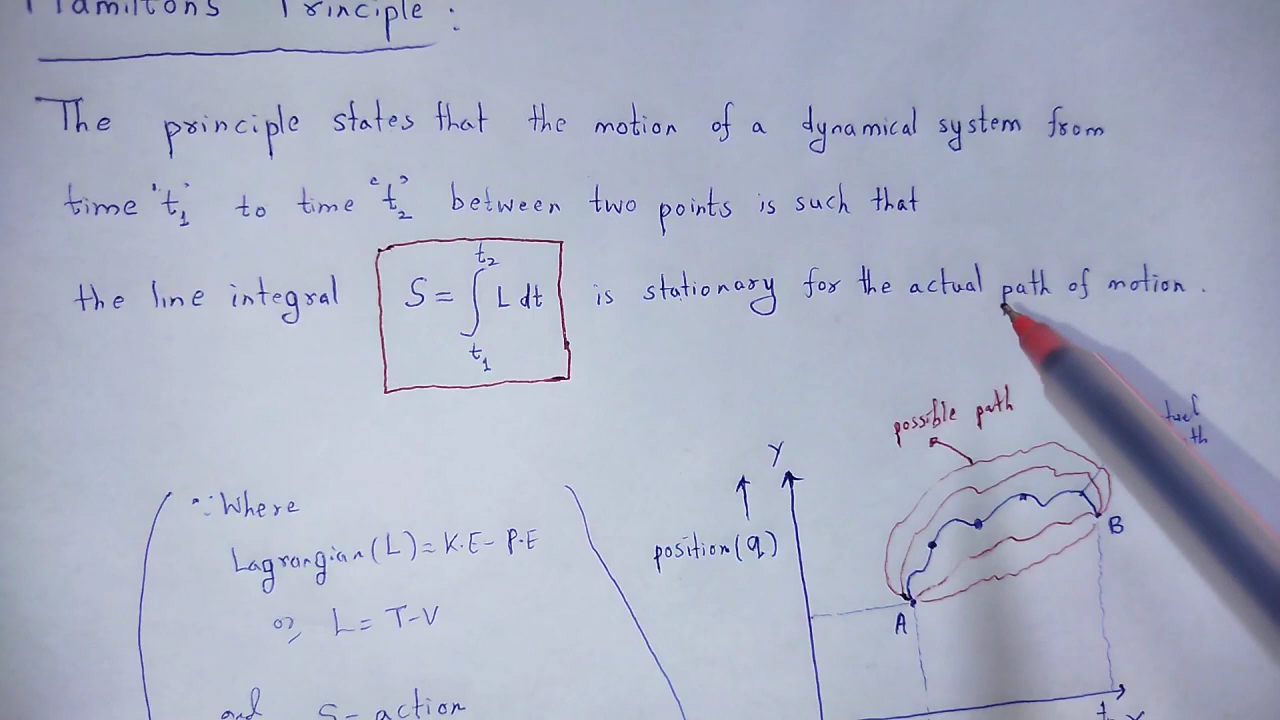 Hamiltons Principle :
The principle states that the motion of a dynamical system from
time 't₁' to time 't₂' between two points is such that
the line integral S = ∫ₜ₁ᵗ² L dt is stationary for the actual path of motion .
∵ Where
Lagrangian (L) = K.E - P.E
or, L = T-V
and S - action
possible path
Y
position (q)
A
B